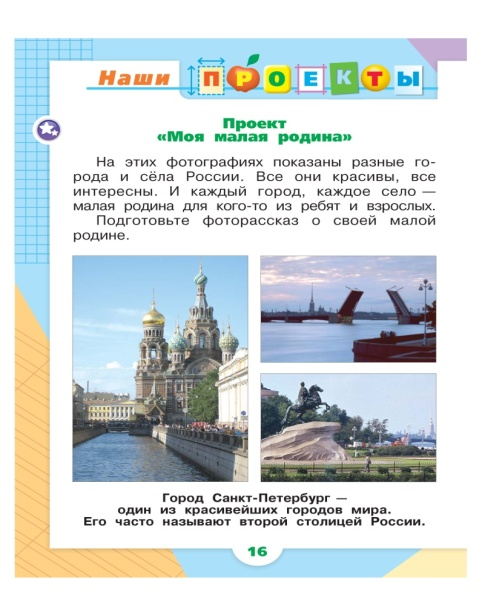 Наши ПРОЕКТЫ
Проект
«Моя малая родина»
На этих фотографиях показаны разные го-
рода и сёла России. Все они красивы, все
интересны. И каждый город, каждое село —
малая родина для кого-то из ребят и взрослых.
Подготовьте фоторассказ о своей малой
родине.
Город Санкт-Петербург —
один из красивейших городов мира.
Его часто называют второй столицей России.
16